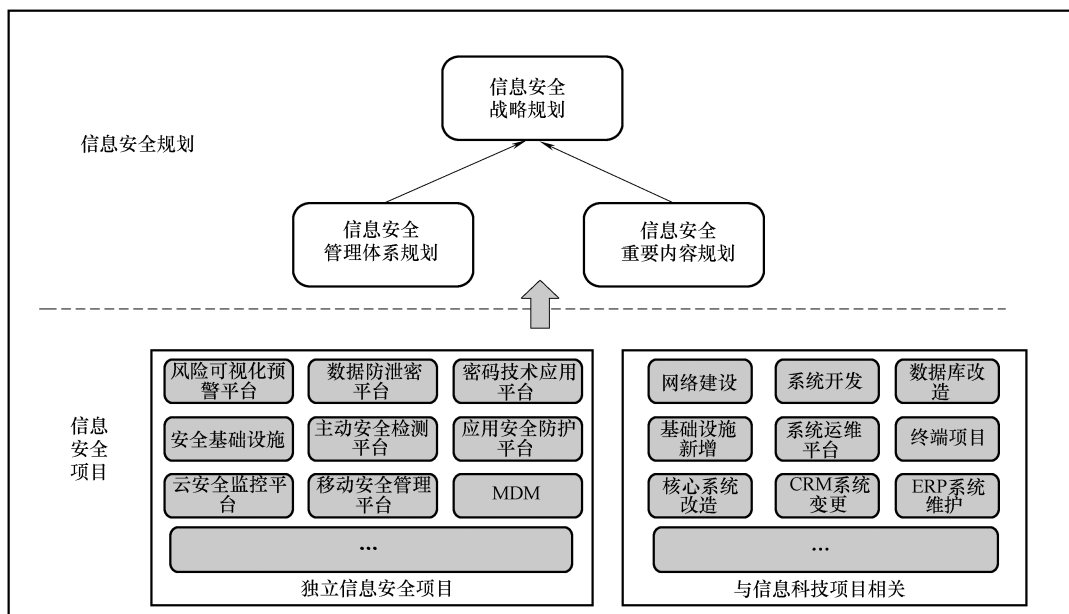 信息安全
战略规划
信息安全规划
信息安全
管理体系规划
信息安全
重要内容规划
信息
安全
项目
风险可视化预
警平台
数据防泄密
平台
密码技术应用
平台
安全基础设施
主动安全检测
平台
应用安全防护
平台
云安全监控平
台
移动安全管理
平台
MDM
...
独立信息安全项目
网络建设
系统开发
数据库改
造
基础设施
新增
系统运维
平台
终端项目
核心系统
改造
CRM系统
变更
ERP系统
维护
...
与信息科技项目相关